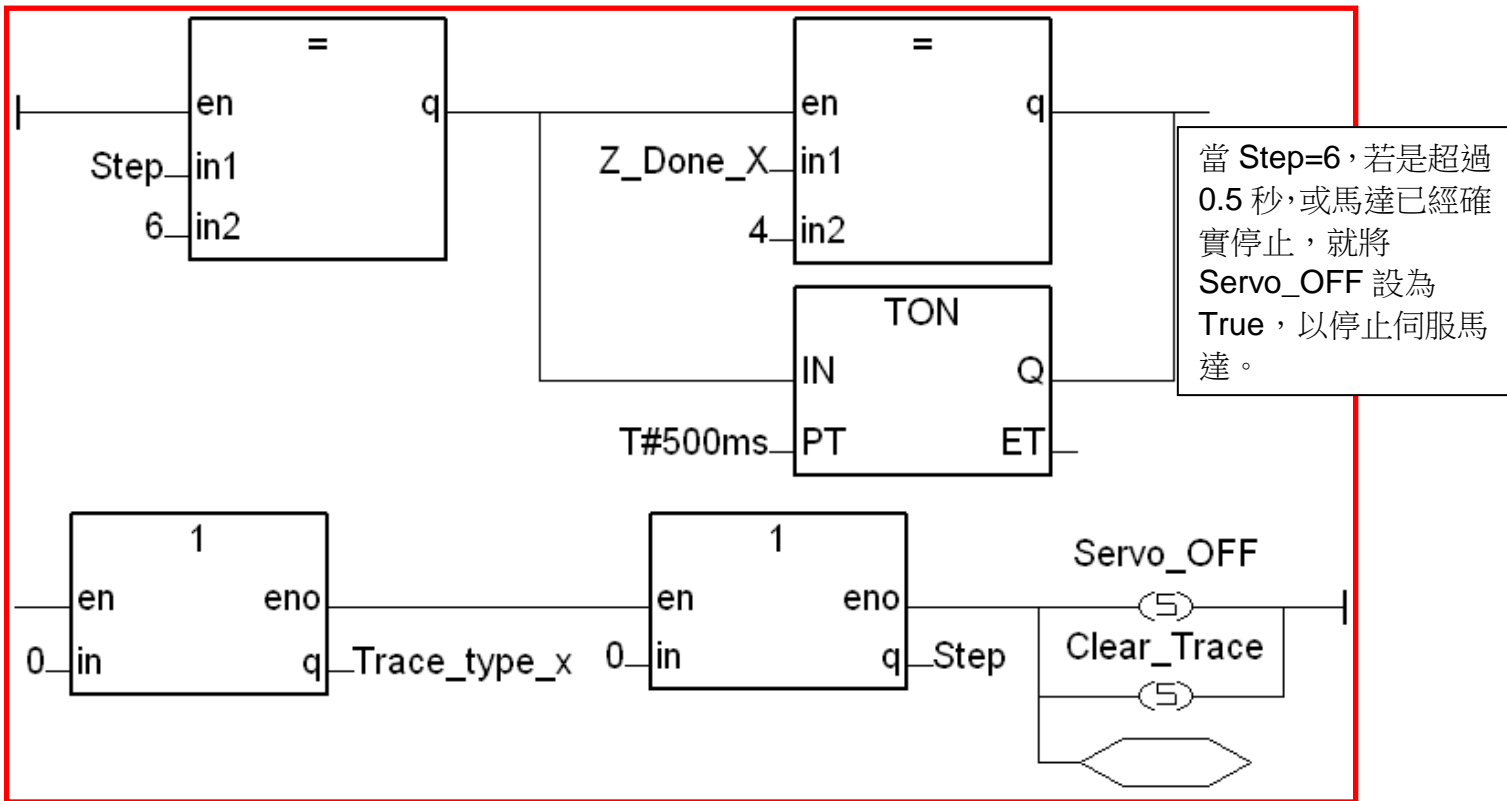 =
en q
Step in1
6 in2
=
en q
Z_Done_X in1
4 in2
TON
IN Q
T#500ms PT ET
當 Step=6，若是超過
0.5 秒，或馬達已經確
實停止，就將
Servo_OFF 設為
True，以停止伺服馬
達。
1
en eno
0 in q Trace_type_x
1
en eno
0 in q Step
Servo_OFF
(S)
Clear_Trace
(S)